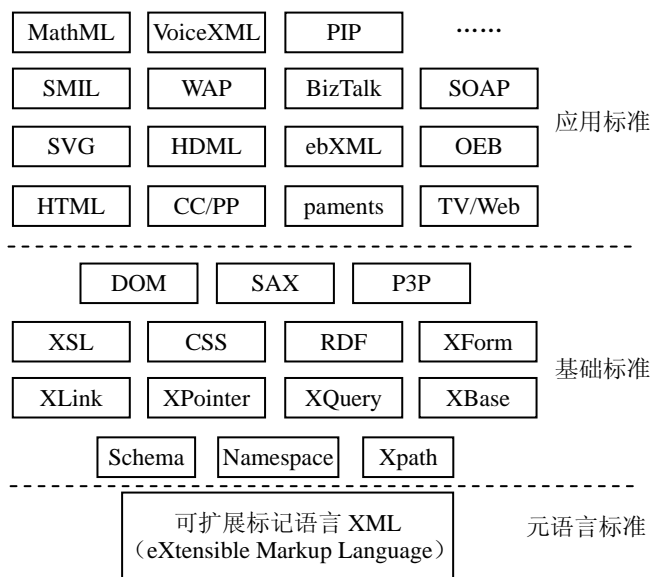 MathML VoiceXML PIP ……
SMIL WAP BizTalk SOAP
应用标准
SVG HDML ebXML OEB
HTML CC/PP paments TV/Web
DOM SAX P3P
XSL CSS RDF XForm
基础标准
XLink XPointer XQuery XBase
Schema Namespace Xpath
可扩展标记语言 XML
元语言标准
（eXtensible Markup Language）